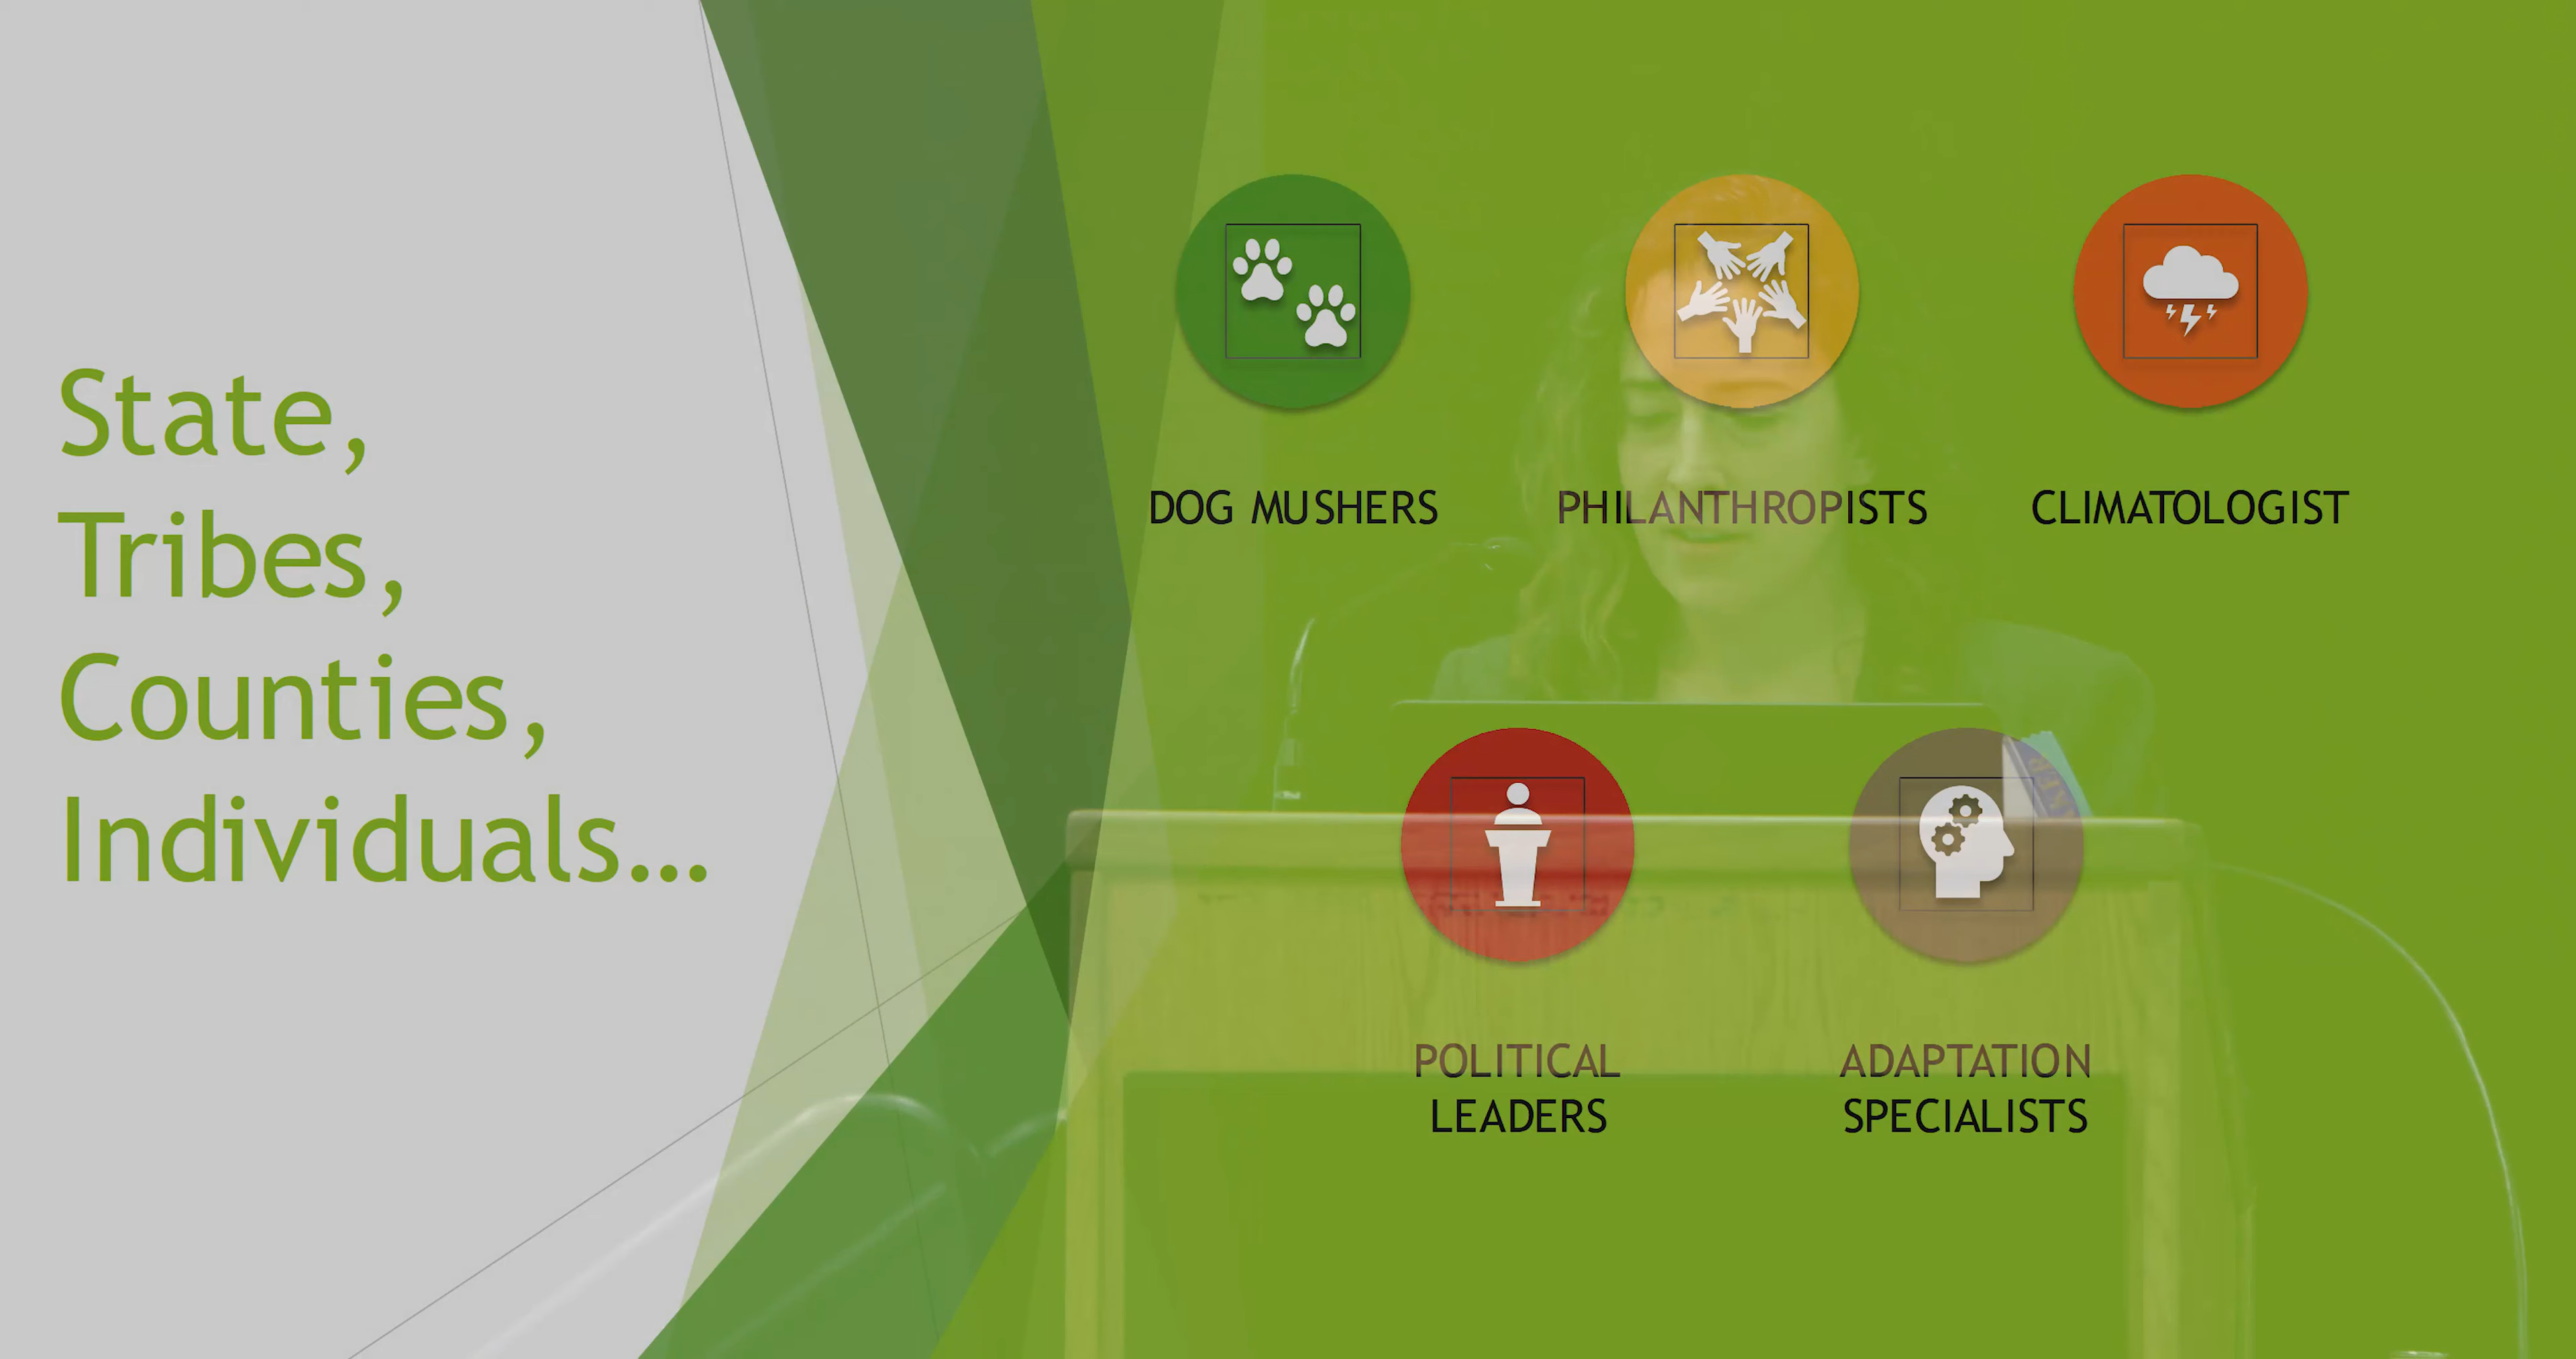 State,
Tribes,
Counties,
Individuals...
DOG MUSHERS
PHILANTHROPISTS
CLIMATOLOGIST
POLITICAL
LEADERS
ADAPTATION
SPECIALISTS